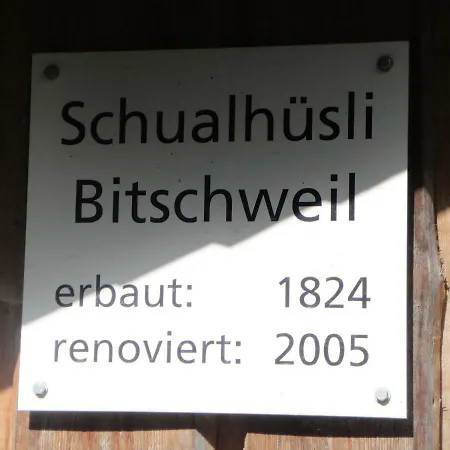 Schualhüsli
Bitschweil
erbaut: 1824
renoviert: 2005